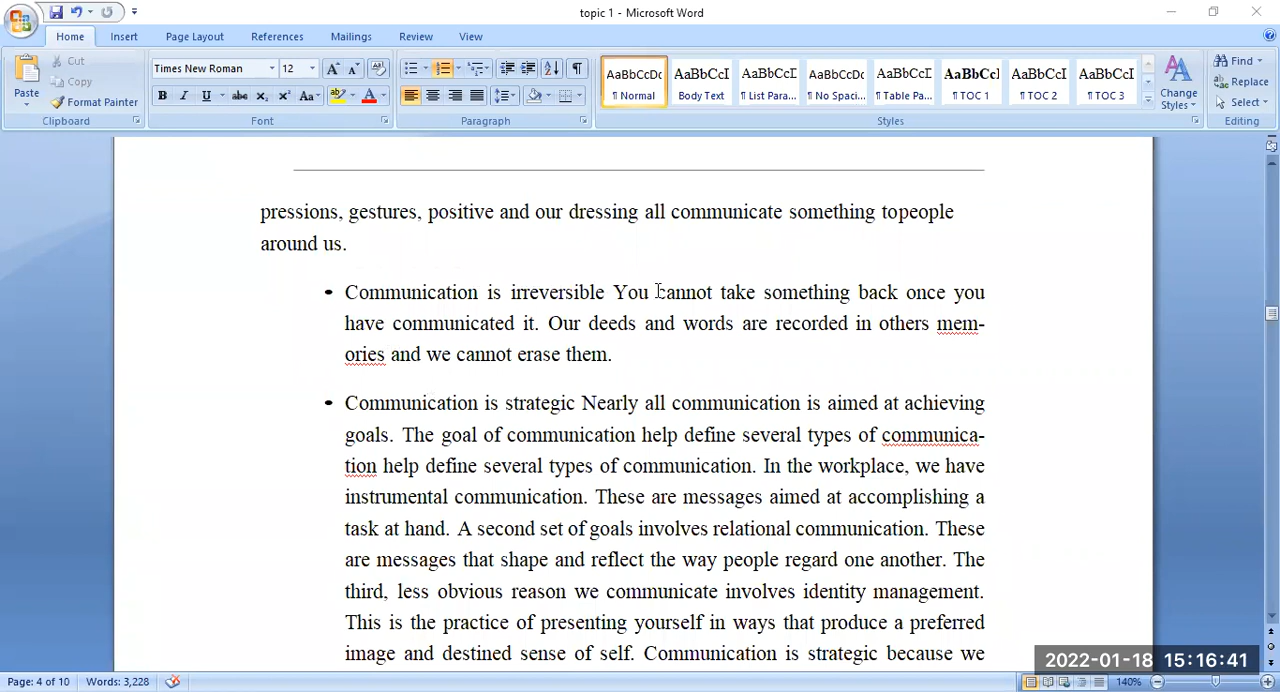 topic 1 - Microsoft Word
Home Insert Page Layout References Mailings Review View
Paste
Cut
Copy
Format Painter
Clipboard
Times New Roman 12
B I U abc x₂ x² Aa
Font
Paragraph
AaBbCcDc AaBbCcI AaBbCcI AaBbCcDc AaBbCcI AaBbCcI AaBbCcI AaBbCcI
¶ Normal Body Text ¶ List Para... ¶ No Spaci... ¶ Table Pa... ¶ TOC 1 ¶ TOC 2 ¶ TOC 3
Change
Styles
Styles
Find
Replace
Select
Editing
pressions, gestures, positive and our dressing all communicate something topeople
around us.
• Communication is irreversible You cannot take something back once you
have communicated it. Our deeds and words are recorded in others mem-
ories and we cannot erase them.
• Communication is strategic Nearly all communication is aimed at achieving
goals. The goal of communication help define several types of communica-
tion help define several types of communication. In the workplace, we have
instrumental communication. These are messages aimed at accomplishing a
task at hand. A second set of goals involves relational communication. These
are messages that shape and reflect the way people regard one another. The
third, less obvious reason we communicate involves identity management.
This is the practice of presenting yourself in ways that produce a preferred
image and destined sense of self. Communication is strategic because we
2022-01-18 15:16:41
Page: 4 of 10 Words: 3,228 140%